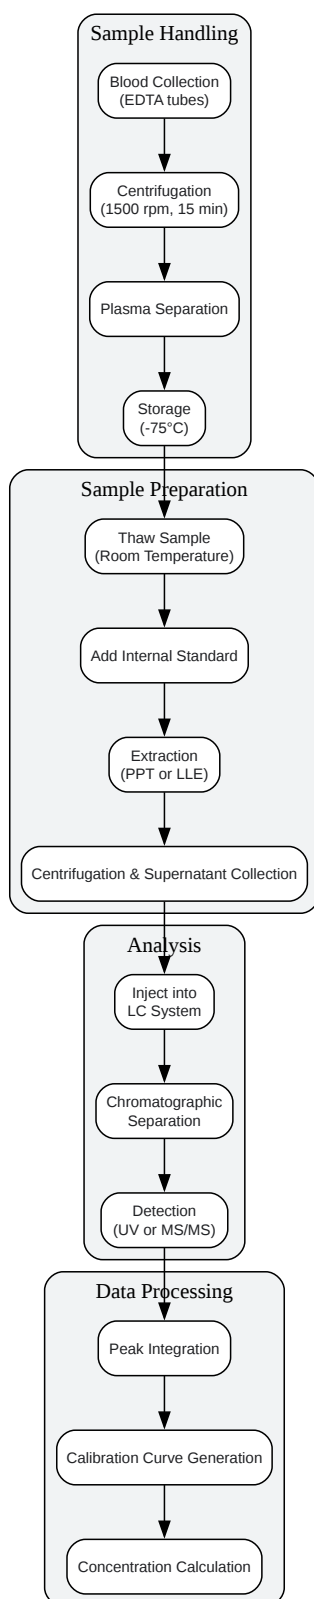 Sample Handling
Blood Collection
(EDTA tubes)
Centrifugation
(1500 rpm, 15 min)
Plasma Separation
Storage
(-75°C)
Sample Preparation
Thaw Sample
(Room Temperature)
Add Internal Standard
Extraction
(PPT or LLE)
Centrifugation & Supernatant Collection
Analysis
Inject into
LC System
Chromatographic
Separation
Detection
(UV or MS/MS)
Data Processing
Peak Integration
Calibration Curve Generation
Concentration Calculation